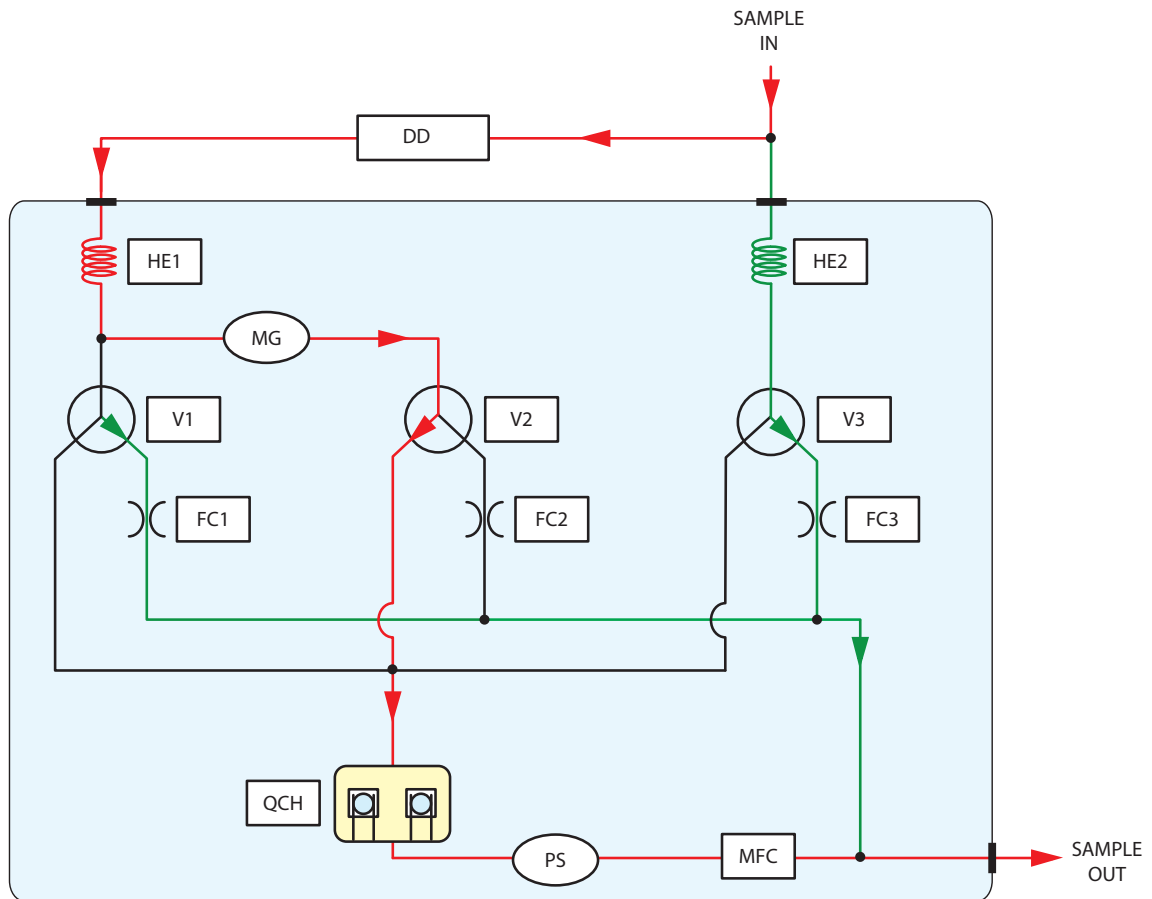 SAMPLE
IN
DD
HE1
HE2
MG
V1
V2
V3
FC1
FC2
FC3
QCH
PS
MFC
SAMPLE
OUT